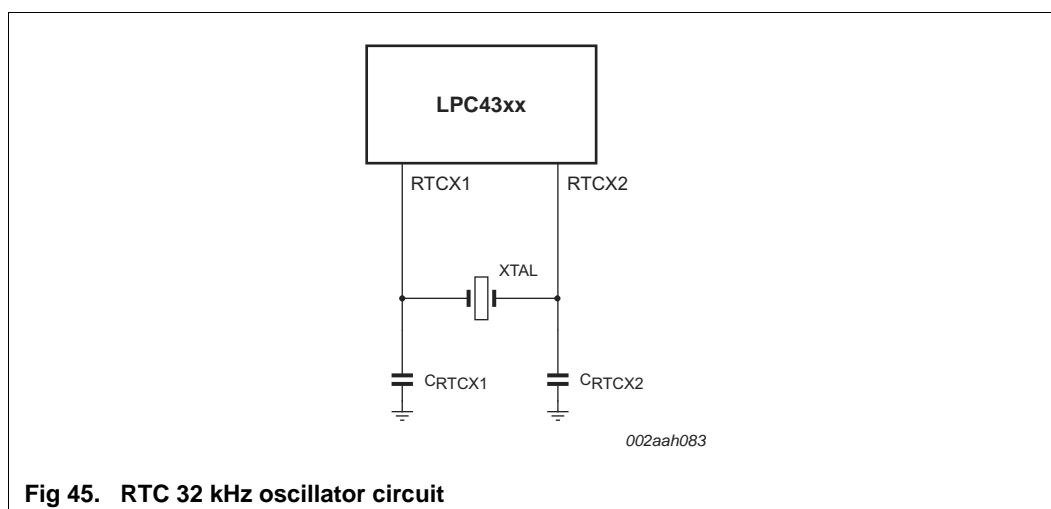 LPC43xx
RTCX1 RTCX2
XTAL
CRTCX1 CRTCX2
002aah083
Fig 45. RTC 32 kHz oscillator circuit